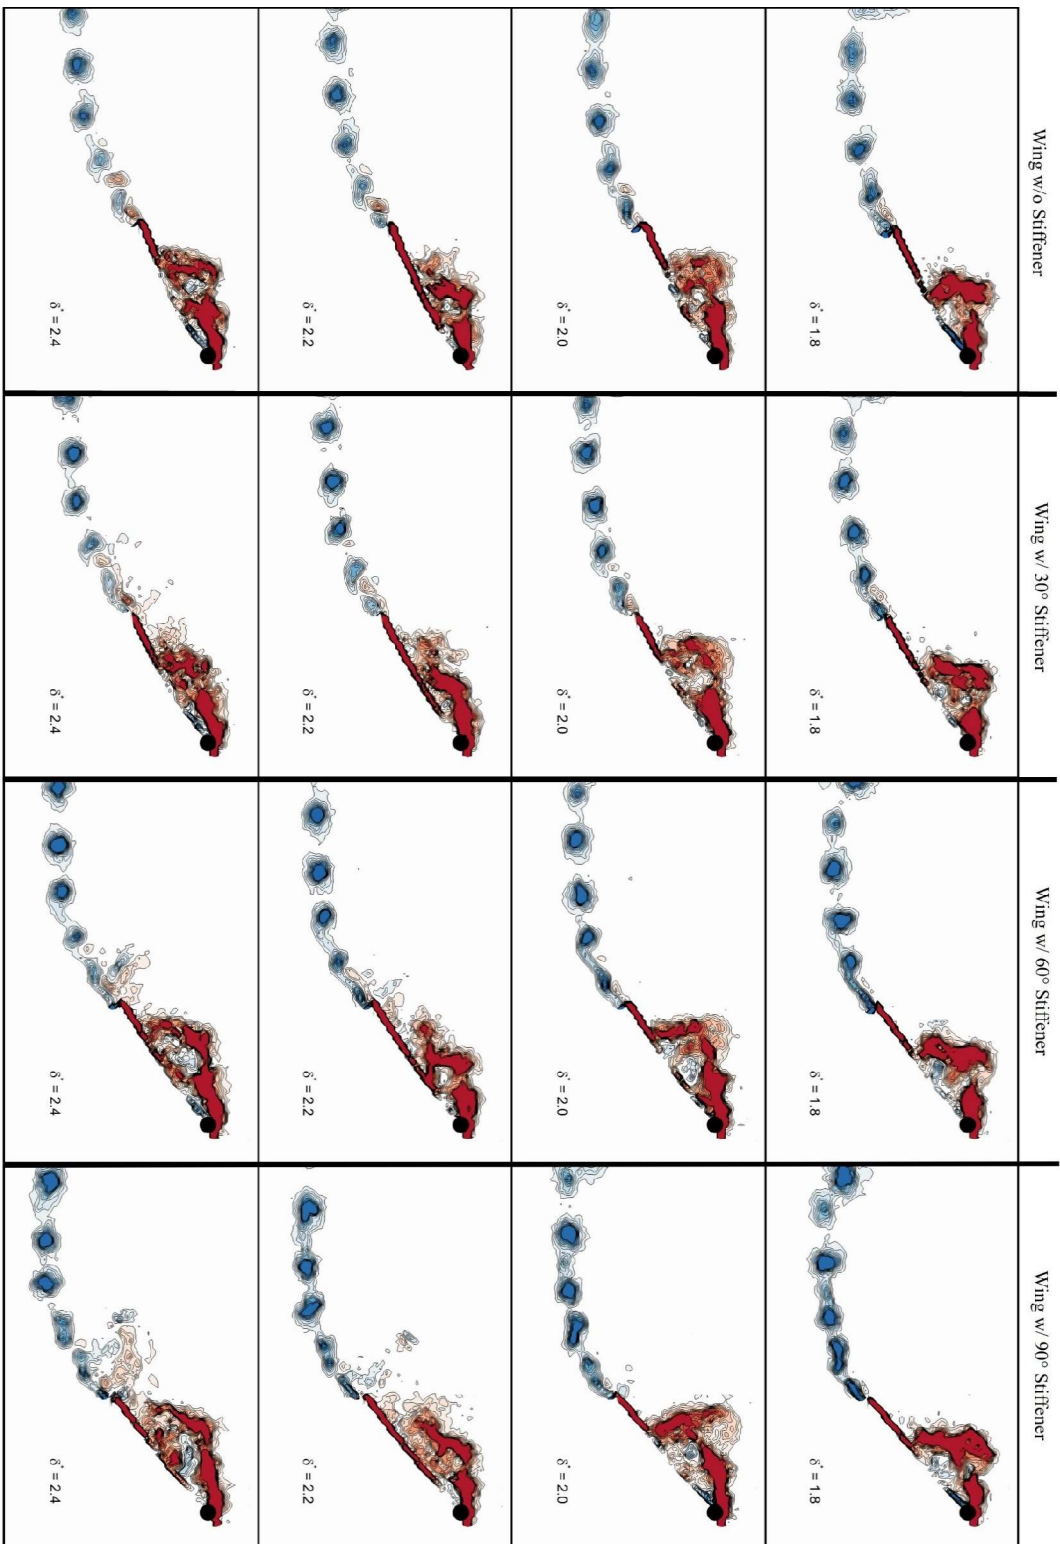 Wing w/o Stiffener
Wing w/ 30° Stiffener
Wing w/ 60° Stiffener
Wing w/ 90° Stiffener
δ* = 1.8
δ* = 1.8
δ* = 1.8
δ* = 1.8
δ* = 2.0
δ* = 2.0
δ* = 2.0
δ* = 2.0
δ* = 2.2
δ* = 2.2
δ* = 2.2
δ* = 2.2
δ* = 2.4
δ* = 2.4
δ* = 2.4
δ* = 2.4